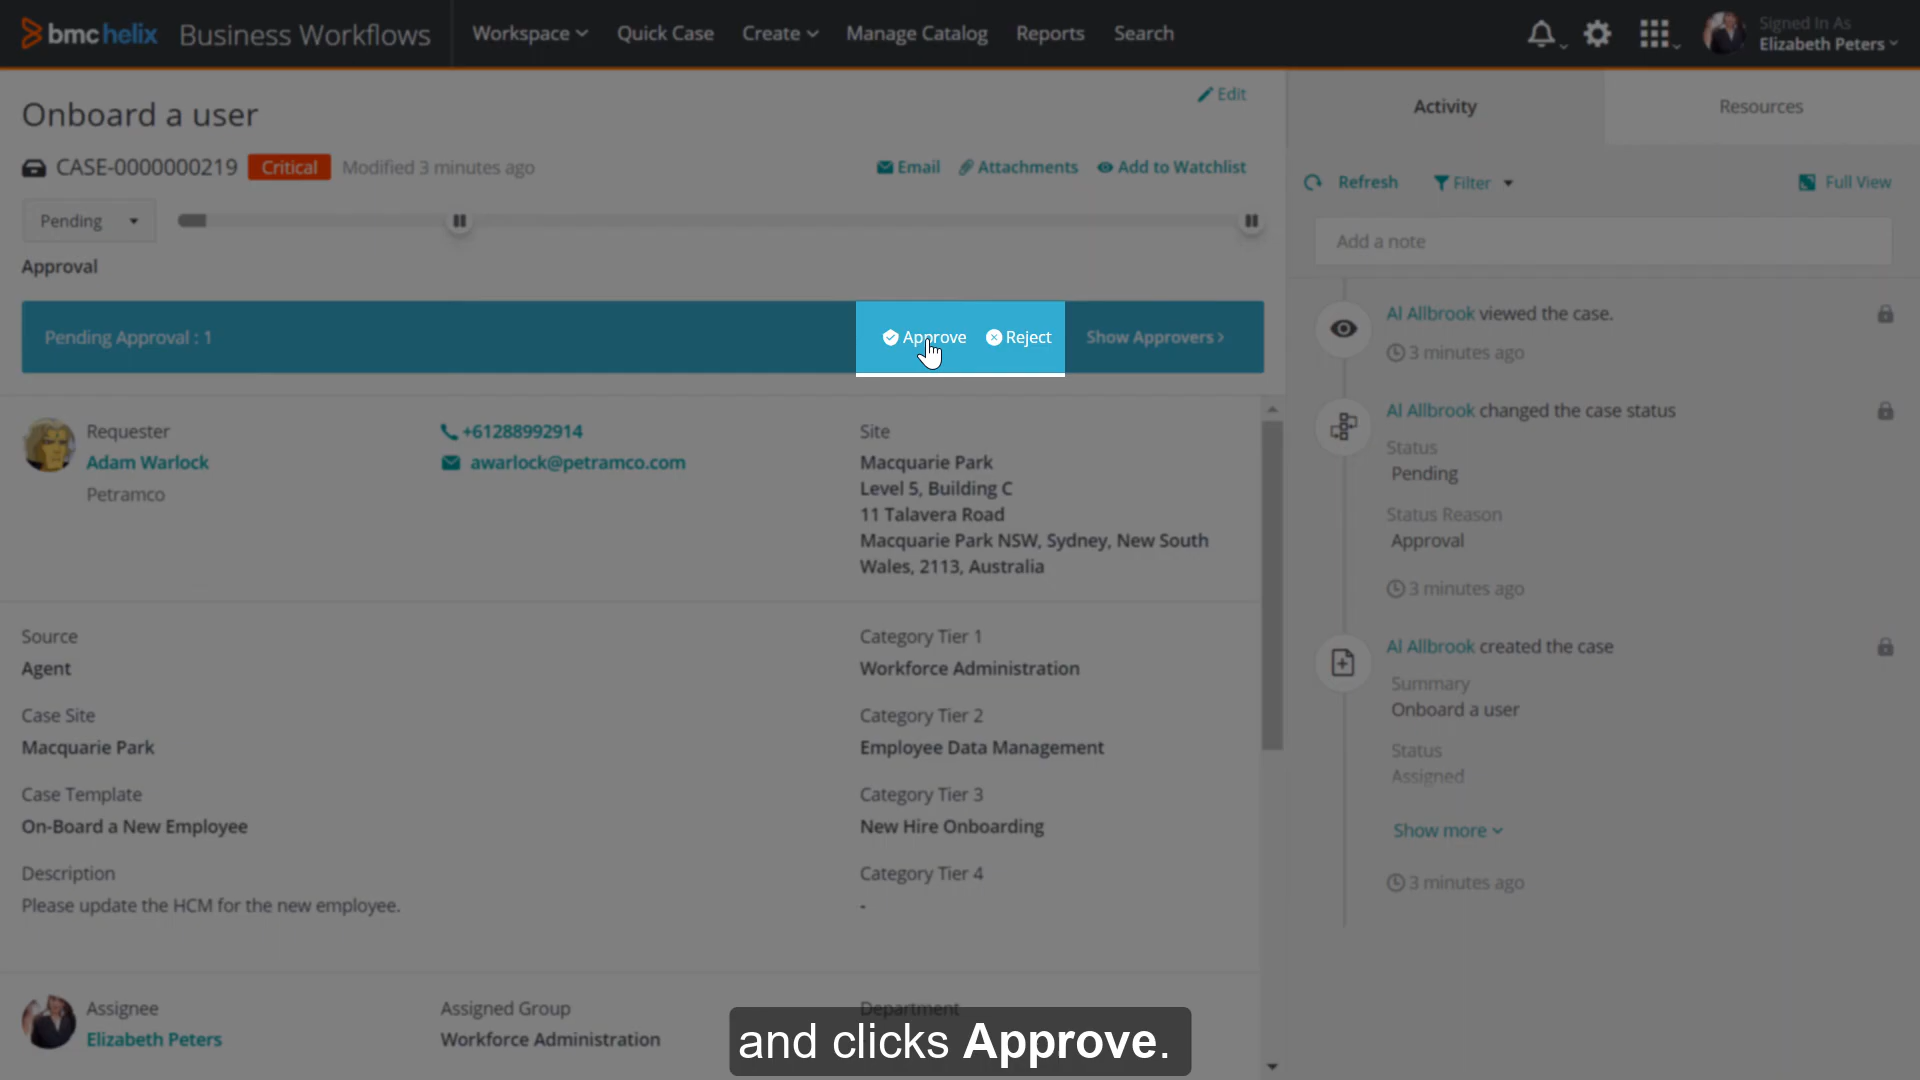 bmchelix Business Workflows Workspace Quick Case Create Manage Catalog Reports Search
Signed In As
Elizabeth Peters
Onboard a user
Edit
CASE-0000000219 Critical Modified 3 minutes ago
Email Attachments Add to Watchlist
Pending
Approval
Pending Approval : 1
Approve Reject Show Approvers >
Requester
Adam Warlock
Petramco
+61288992914
awarlock@petramco.com
Site
Macquarie Park
Level 5, Building C
11 Talavera Road
Macquarie Park NSW, Sydney, New South
Wales, 2113, Australia
Source
Agent
Case Site
Macquarie Park
Case Template
On-Board a New Employee
Description
Please update the HCM for the new employee.
Category Tier 1
Workforce Administration
Category Tier 2
Employee Data Management
Category Tier 3
New Hire Onboarding
Category Tier 4
-
Assignee
Elizabeth Peters
Assigned Group
Workforce Administration
Department
Activity Resources
Refresh Filter Full View
Add a note
Al Allbrook viewed the case.
3 minutes ago
Al Allbrook changed the case status
Status
Pending
Status Reason
Approval
3 minutes ago
Al Allbrook created the case
Summary
Onboard a user
Status
Assigned
Show more
3 minutes ago
and clicks Approve.